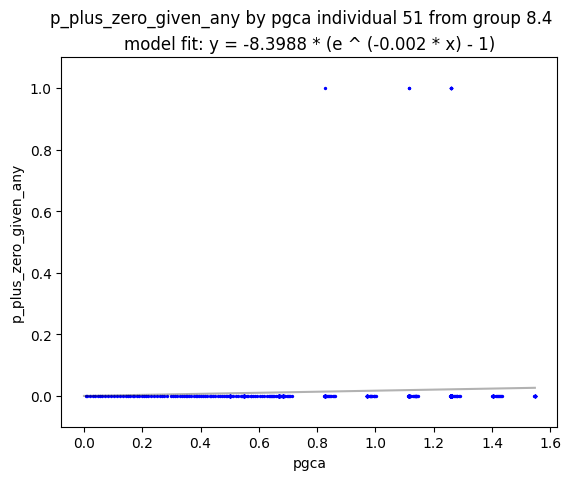 p_plus_zero_given_any by pgca individual 51 from group 8.4
model fit: y = -8.3988 * (e ^ (-0.002 * x) - 1)
1.0
0.8
0.6
0.4
0.2
0.0
p_plus_zero_given_any
0.0 0.2 0.4 0.6 0.8 1.0 1.2 1.4 1.6
pgca